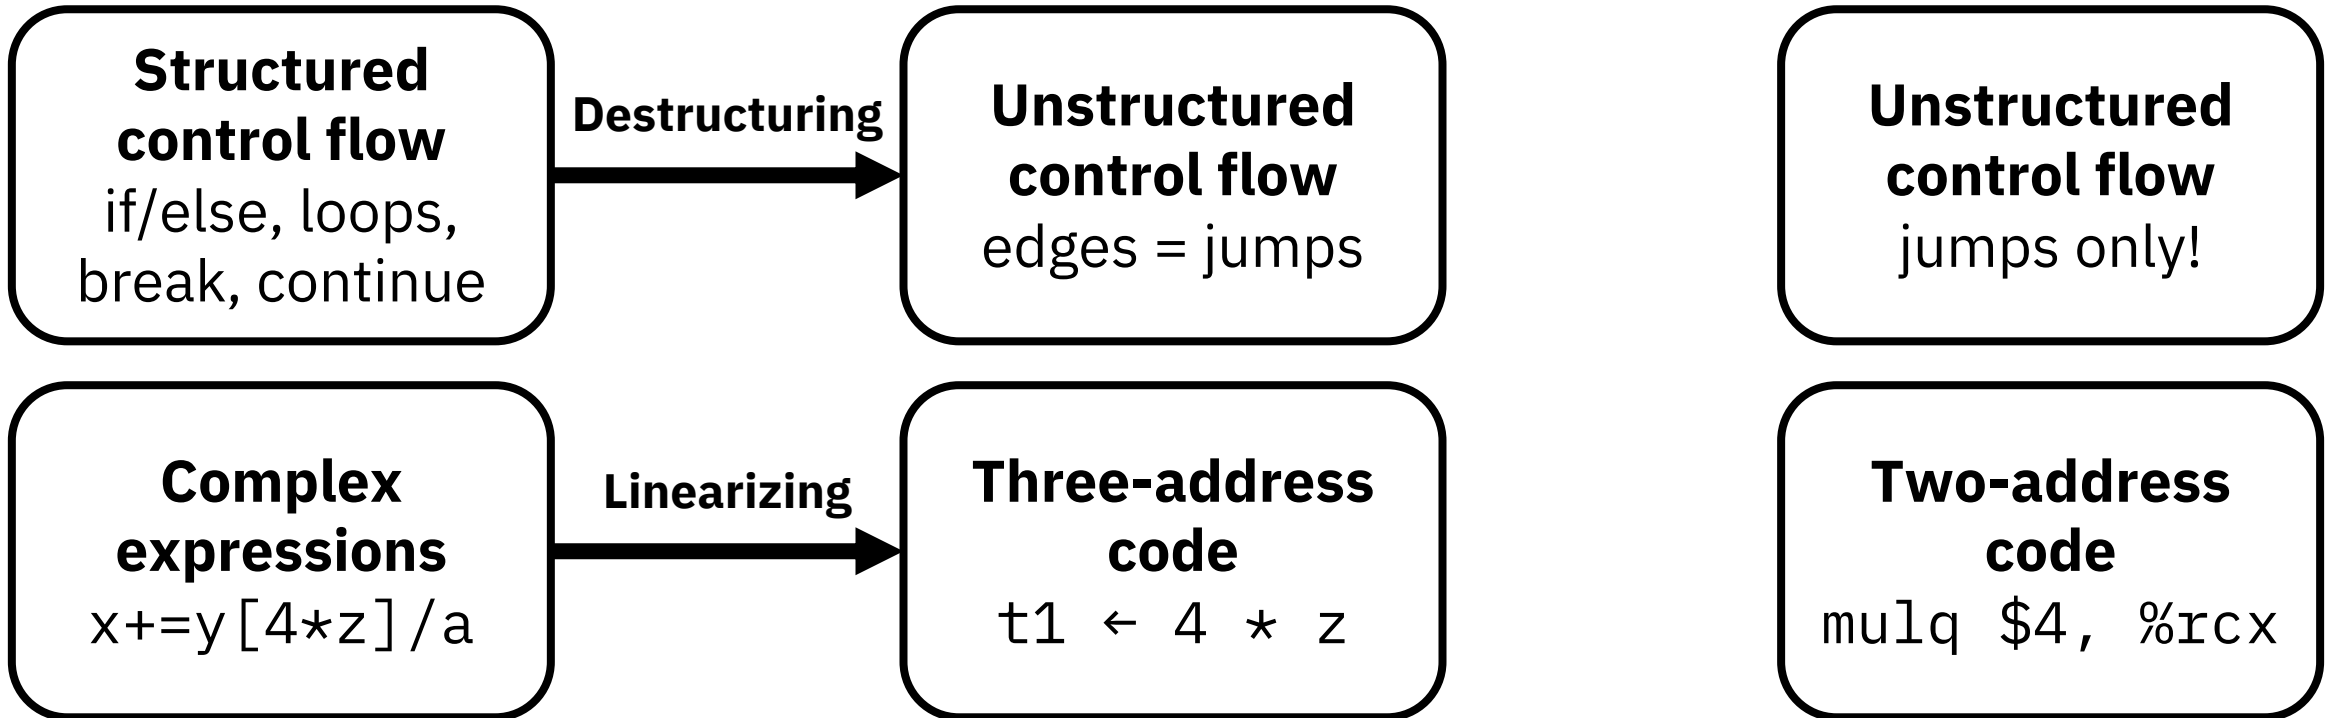 Structured
control flow
if/else, loops,
break, continue
Destructuring
Unstructured
control flow
edges = jumps
Unstructured
control flow
jumps only!
Complex
expressions
x+=y[4*z]/a
Linearizing
Three-address
code
t1 ← 4 * z
Two-address
code
mulq $4, %rcx